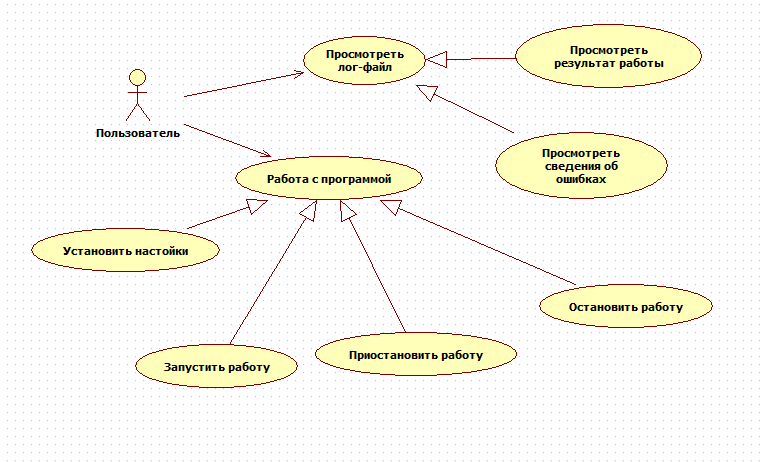 Просмотреть
лог-файл
Просмотреть
результат работы
Пользователь
Просмотреть
сведения об
ошибках
Работа с программой
Установить настойки
Остановить работу
Запустить работу
Приостановить работу